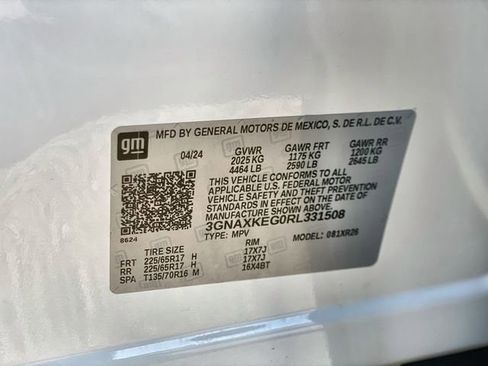 gm
MFD BY GENERAL MOTORS DE MEXICO, S. DE R.L. DE C.V.
04/24 GVWR GAWR FRT GAWR RR
2025 KG 1175 KG 1200 KG
4464 LB 2590 LB 2645 LB
THIS VEHICLE CONFORMS TO ALL
APPLICABLE U.S. FEDERAL MOTOR
VEHICLE SAFETY STANDARDS IN EFFECT ON
THE DATE OF MANUFACTURE SHOWN ABOVE.
3GNAXKEG0RL331508
8624 TYPE: MPV MODEL: 081XR26
TIRE SIZE RIM
FRT 225/65R17 H 17X7J
RR 225/65R17 H 17X7J
SPA T135/70R16 M 16X4BT